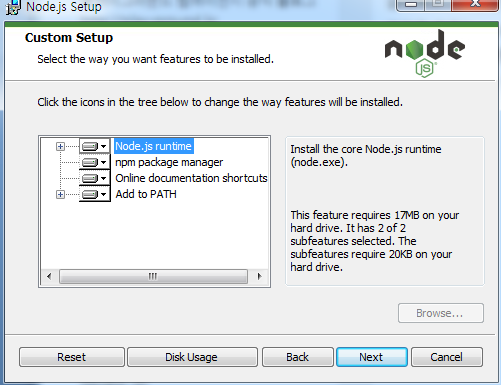 Node.js Setup
Custom Setup
Select the way you want features to be installed.
node
JS
Click the icons in the tree below to change the way features will be installed.
Node.js runtime
npm package manager
Online documentation shortcuts
Add to PATH
Install the core Node.js runtime
(node.exe).
This feature requires 17MB on your
hard drive. It has 2 of 2
subfeatures selected. The
subfeatures require 20KB on your
hard drive.
Browse...
Reset
Disk Usage
Back
Next
Cancel